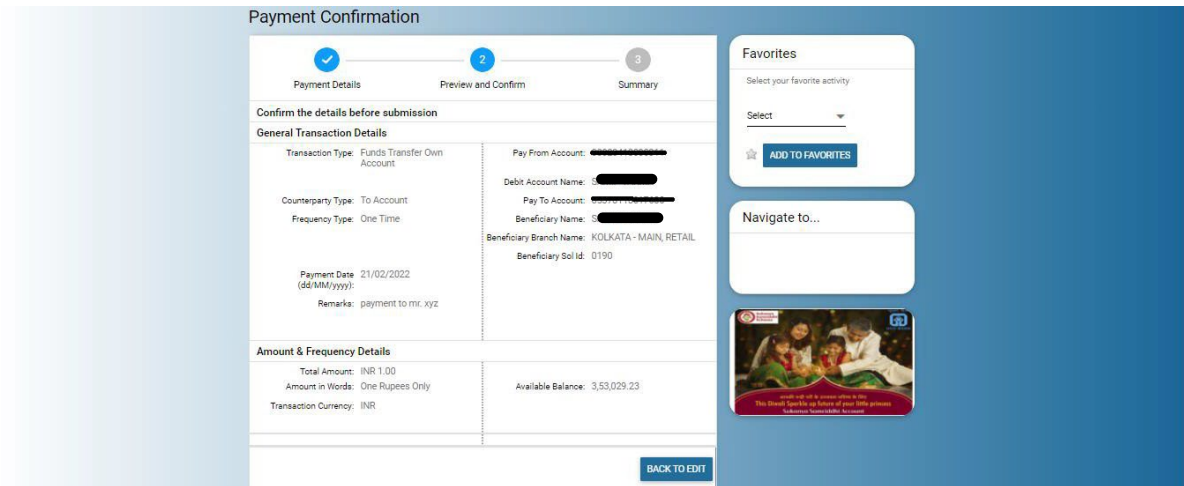 Payment Confirmation
2
3
Payment Details
Preview and Confirm
Summary
Confirm the details before submission
General Transaction Details
Transaction Type: Funds Transfer Own
Account
Counterparty Type: To Account
Frequency Type: One Time
Payment Date 21/02/2022
(dd/MM/yyyy):
Remarks: payment to mr. xyz
Pay From Account:
Debit Account Name: S
Pay To Account:
Beneficiary Name: S
Beneficiary Branch Name: KOLKATA - MAIN, RETAIL
Beneficiary Sol Id: 0190
Amount & Frequency Details
Total Amount: INR 1.00
Amount in Words: One Rupees Only
Transaction Currency: INR
Available Balance: 3,53,029.23
BACK TO EDIT
Favorites
Select your favorite activity
Select
ADD TO FAVORITES
Navigate to...
This Diwali Sparkle up future of your little princess
Sukanya Samriddhi Account